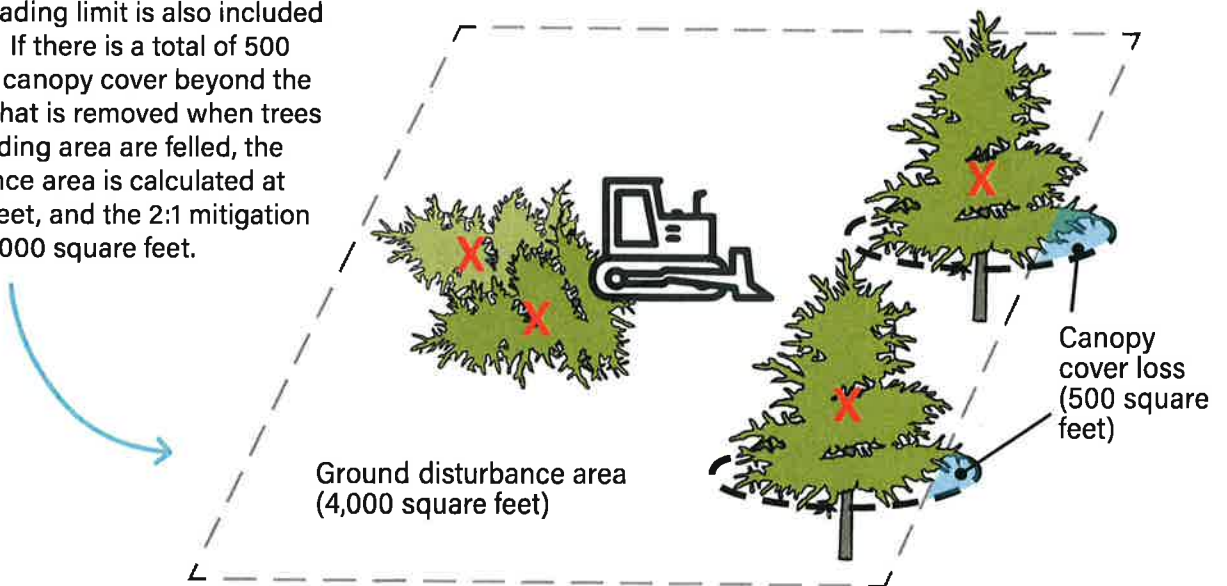 ading limit is also included
If there is a total of 500
canopy cover beyond the
hat is removed when trees
ding area are felled, the
nce area is calculated at
eet, and the 2:1 mitigation
000 square feet.
X
X
X
X
Canopy
cover loss
(500 square
feet)
Ground disturbance area
(4,000 square feet)